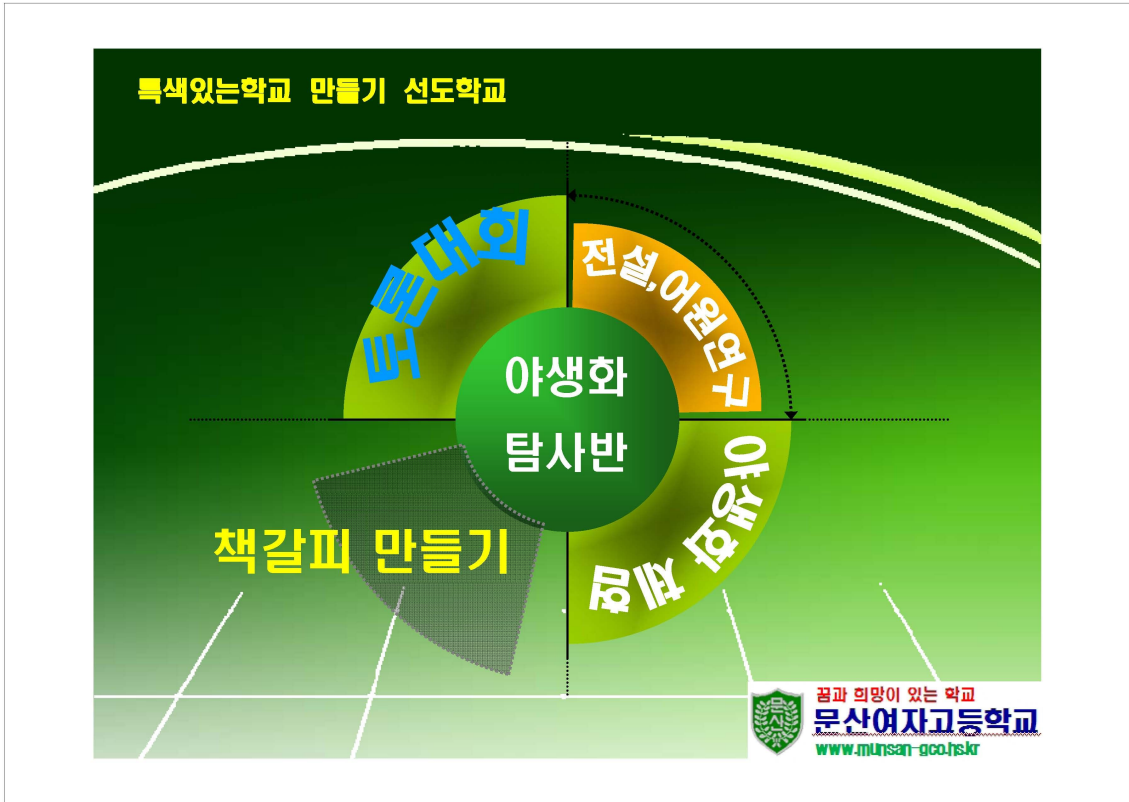 특색있는학교 만들기 선도학교
토론대회
전설,어원연구
야생화
탐사반
야생화 체험
책갈피 만들기
꿈과 희망이 있는 학교
문산여자고등학교
www.munsan-gco.hs.kr